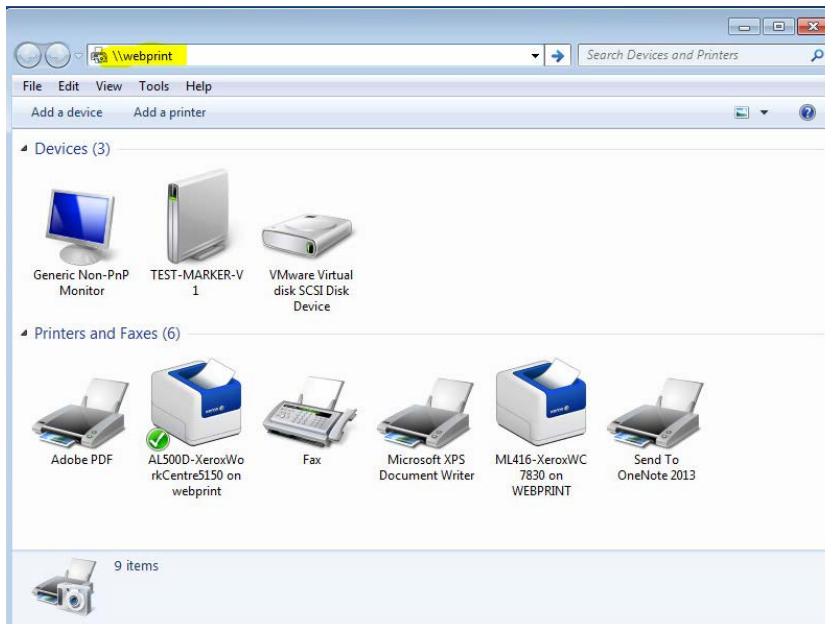 \\webprint
Search Devices and Printers
File Edit View Tools Help
Add a device Add a printer
Devices (3)
Generic Non-PnP
Monitor
TEST-MARKER-V
1
VMware Virtual
disk SCSI Disk
Device
Printers and Faxes (6)
Adobe PDF
AL500D-XeroxWo
rkCentre5150 on
webprint
Fax
Microsoft XPS
Document Writer
ML416-XeroxWC
7830 on
WEBPRINT
Send To
OneNote 2013
9 items